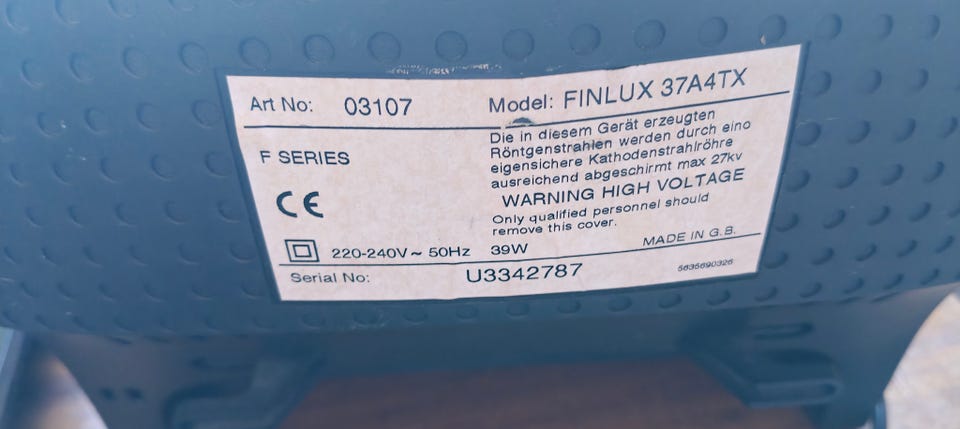 Art No: 03107 Model: FINLUX 37A4TX
F SERIES
Die in diesem Gerät erzeugten
Röntgenstrahlen werden durch eino
eigensichere Kathodenstrahlröhre
ausreichend abgeschirmt max 27kv
WARNING HIGH VOLTAGE
Only qualified personnel should
remove this cover.
CE
220-240V ~ 50Hz 39W MADE IN G.B.
Serial No: U3342787 5635690326